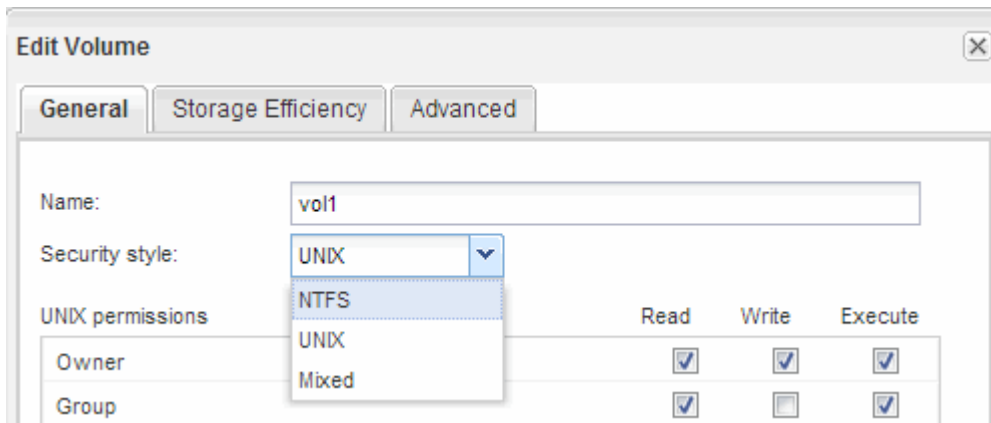 Edit Volume
General Storage Efficiency Advanced
Name: vol1
Security style: UNIX
NTFS
UNIX permissions Read Write Execute
UNIX
Owner
Mixed
Group